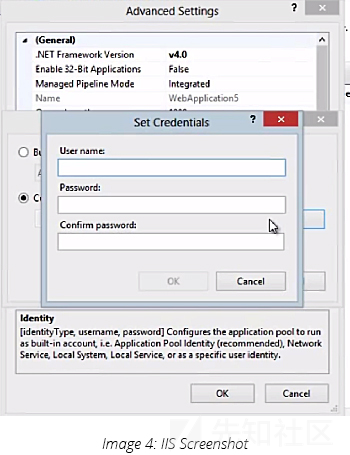 Advanced Settings
?
(General)
.NET Framework Version v4.0
Enable 32-Bit Applications False
Managed Pipeline Mode Integrated
Name WebApplication5
Set Credentials
?
User name:
Password:
Confirm password:
OK Cancel
Identity
[identityType, username, password] Configures the application pool to run
as built-in account, i.e. Application Pool Identity (recommended), Network
Service, Local System, Local Service, or as a specific user identity.
OK Cancel
先知社区
Image 4: IIS Screenshot